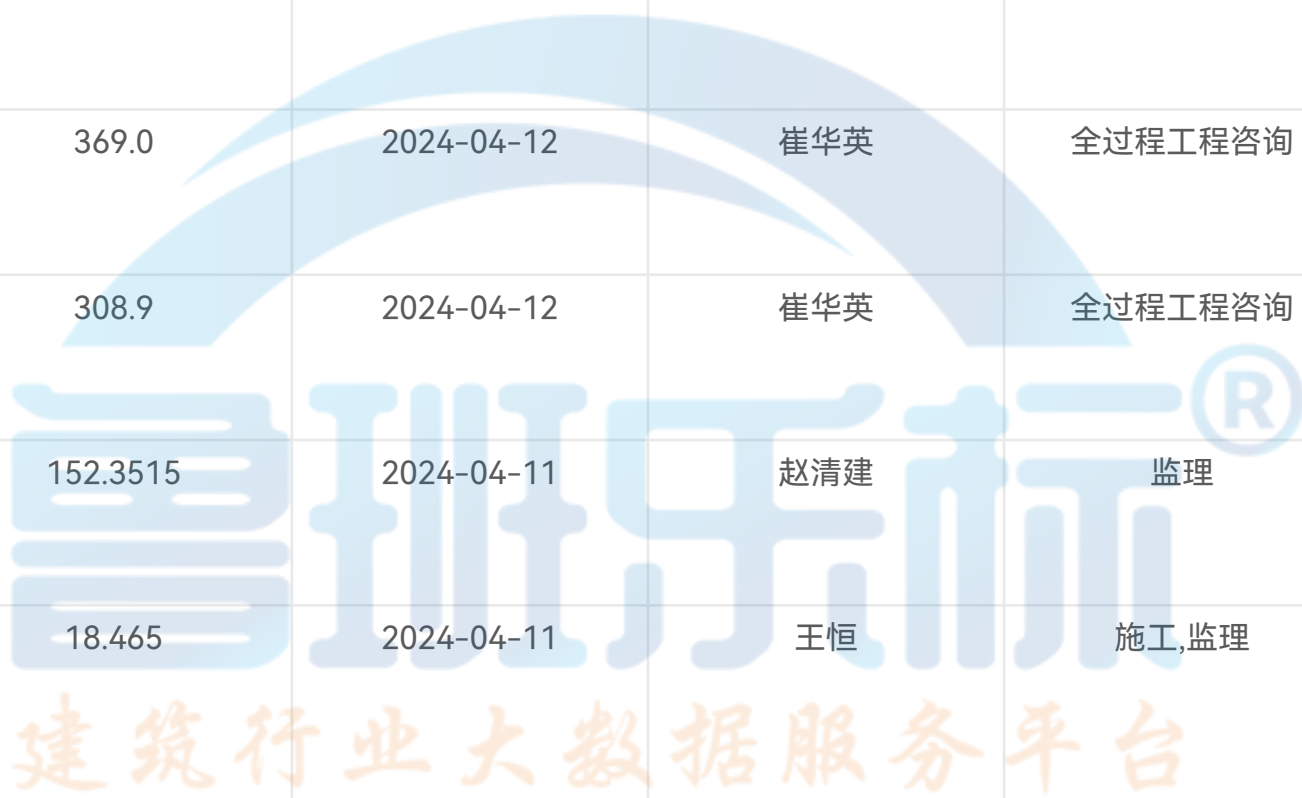 369.0 2024-04-12 崔华英 全过程工程咨询
308.9 2024-04-12 崔华英 全过程工程咨询
鲁班乐标®
152.3515 2024-04-11 赵清建 监理
18.465 2024-04-11 王恒 施工,监理
建筑行业大数据服务平台